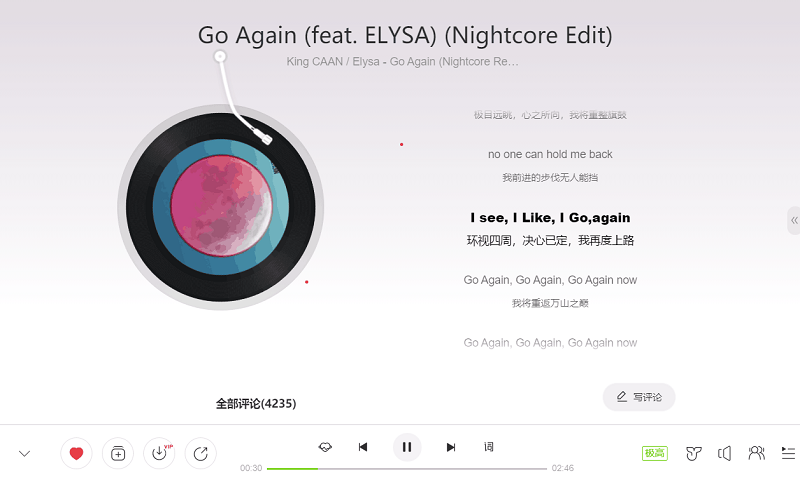 Go Again (feat. ELYSA) (Nightcore Edit)
King CAAN / Elysa - Go Again (Nightcore Re…
极目远眺，心之所向，我将重整旗鼓
no one can hold me back
我前进的步伐无人能挡
I see, I Like, I Go,again
环视四周，决心已定，我再度上路
Go Again, Go Again, Go Again now
我将重返万山之巅
Go Again, Go Again, Go Again now
全部评论(4235)
写评论
VIP
词
极高
00:30
02:46